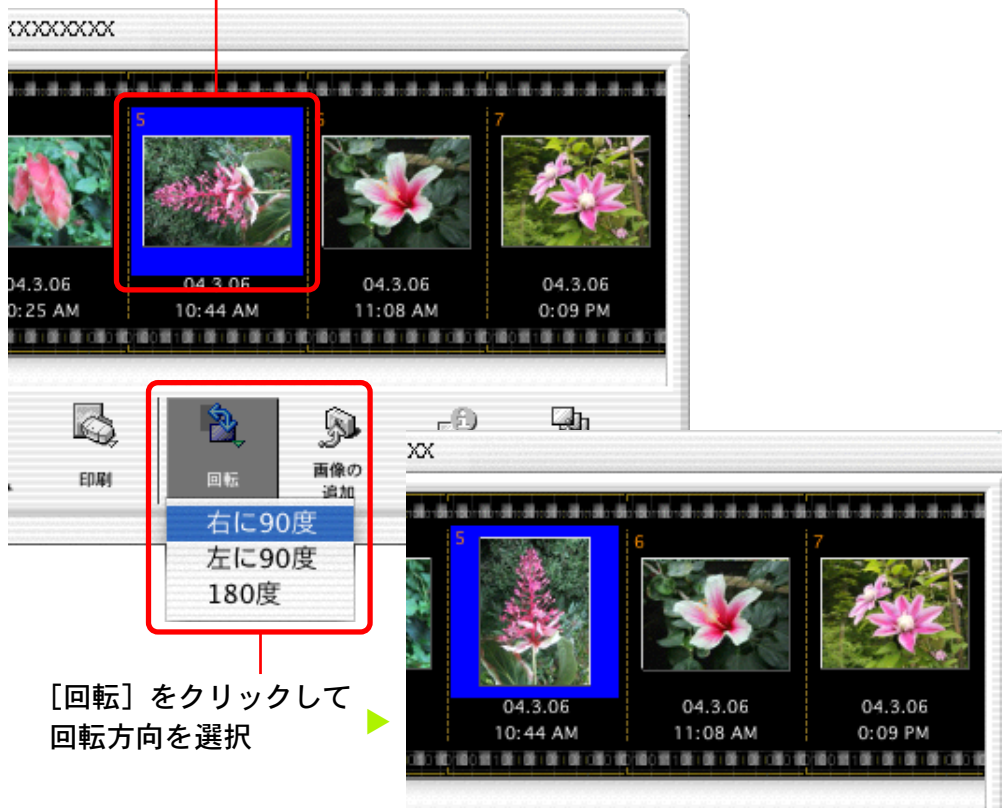 XXXXXXXXX
5
6
7
04.3.06
04.3.06
04.3.06
04.3.06
0:25 AM
10:44 AM
11:08 AM
0:09 PM
印刷
回転
画像の
追加
右に90度
左に90度
180度
[回転]をクリックして
回転方向を選択
XX
5
6
7
04.3.06
04.3.06
04.3.06
10:44 AM
11:08 AM
0:09 PM